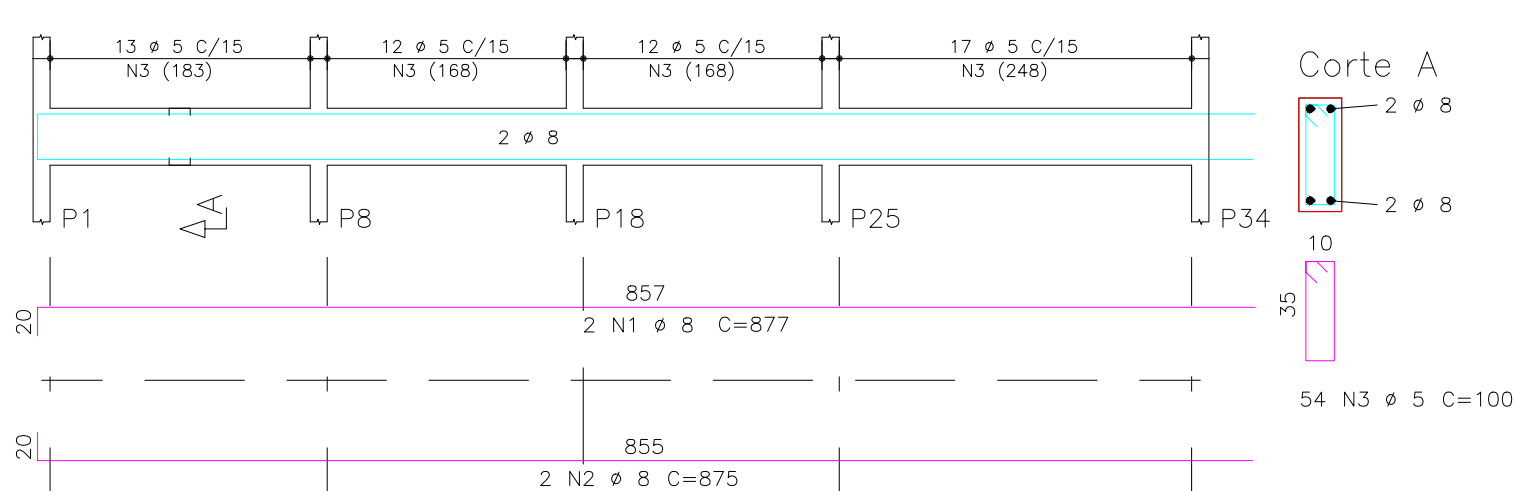 13 ø 5 C/15
N3 (183)
12 ø 5 C/15
N3 (168)
12 ø 5 C/15
N3 (168)
17 ø 5 C/15
N3 (248)
Corte A
2 ø 8
2 ø 8
2 ø 8
A
P1
P8
P18
P25
P34
10
35
54 N3 ø 5 C=100
857
20
2 N1 ø 8 C=877
855
20
2 N2 ø 8 C=875